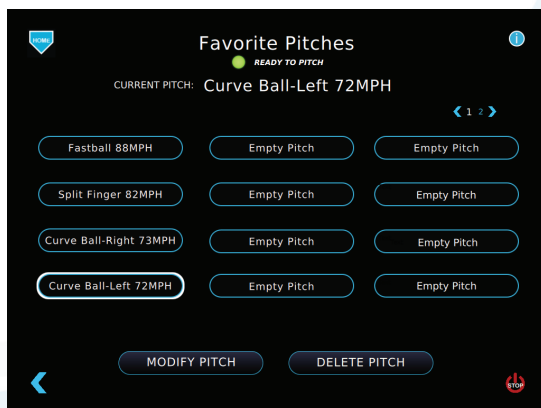 HOME
Favorite Pitches
READY TO PITCH
CURRENT PITCH: Curve Ball-Left 72MPH
1 2
Fastball 88MPH Empty Pitch Empty Pitch
Split Finger 82MPH Empty Pitch Empty Pitch
Curve Ball-Right 73MPH Empty Pitch Empty Pitch
Curve Ball-Left 72MPH Empty Pitch Empty Pitch
MODIFY PITCH DELETE PITCH
STOP